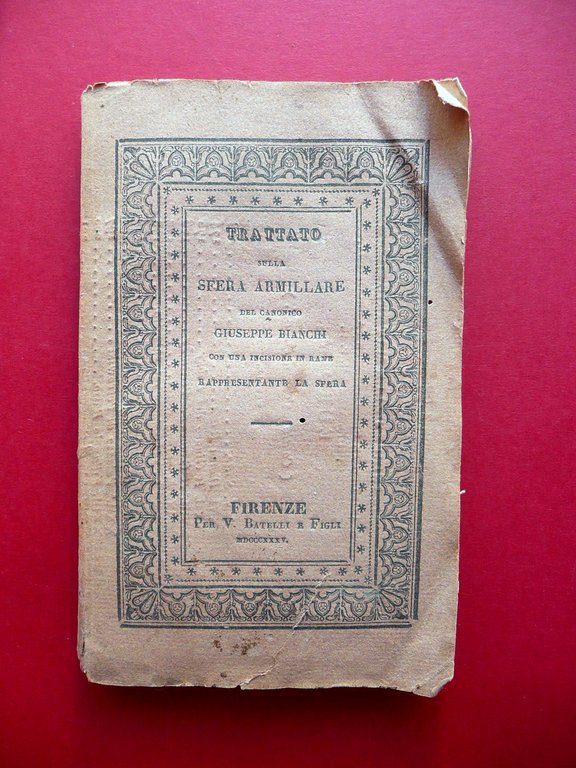 TRATTATO
SULLA
SFERA ARMILLARE
DEL CANONICO
GIUSEPPE BIANCHI
CON UNA INCISIONE IN RAME
RAPPRESENTANTE LA SFERA
FIRENZE
PER V. BATELLI E FIGLI
MDCCCXXXV.